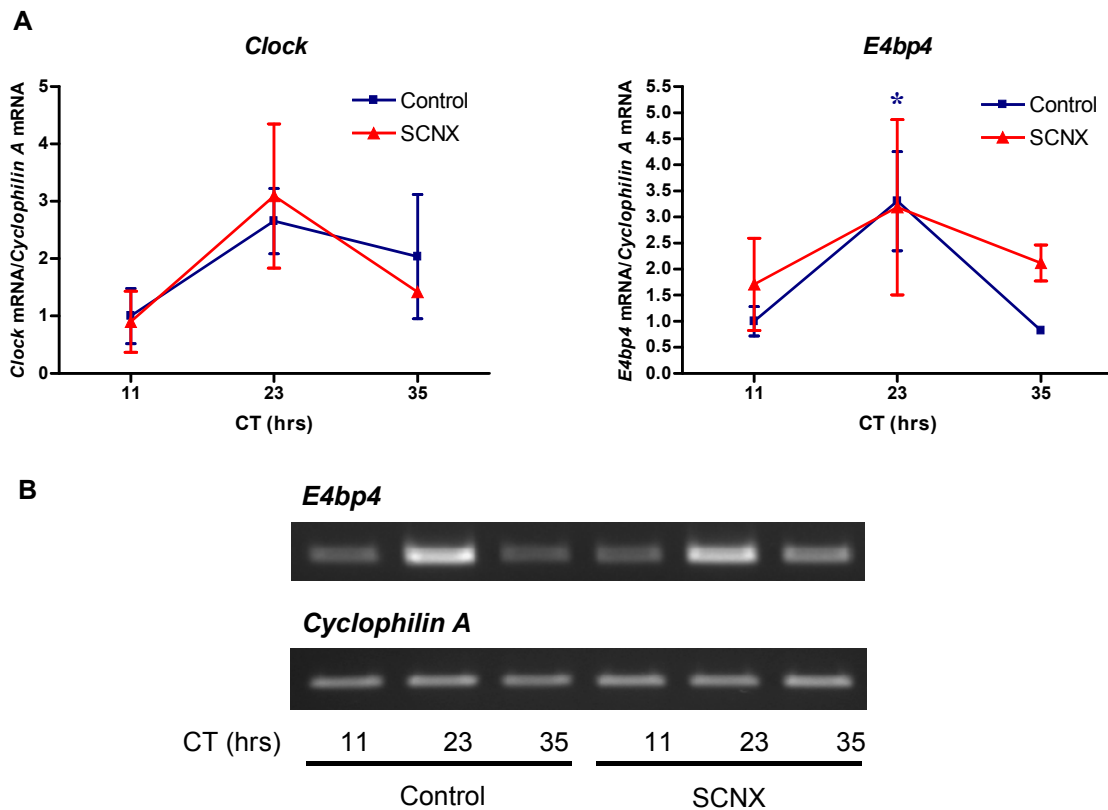 A
Clock
Clock mRNA/Cyclophilin A mRNA
5
4
3
2
1
0
Control
SCNX
11 23 35
CT (hrs)
E4bp4
E4bp4 mRNA/Cyclophilin A mRNA
5.5
5.0
4.5
4.0
3.5
3.0
2.5
2.0
1.5
1.0
0.5
0.0
*
Control
SCNX
11 23 35
CT (hrs)
B
E4bp4
Cyclophilin A
CT (hrs) 11 23 35 11 23 35
Control SCNX